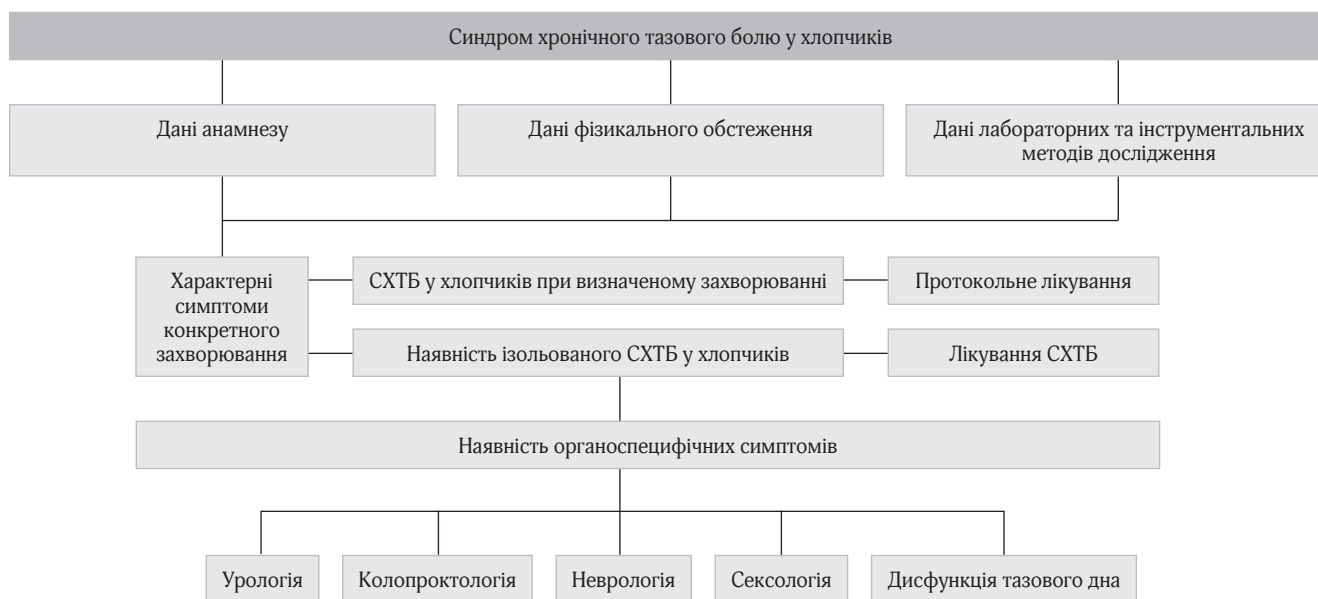 Синдром хронічного тазового болю у хлопчиків
Дані анамнезу
Дані фізикального обстеження
Дані лабораторних та інструментальних
методів дослідження
Характерні
симптоми
конкретного
захворювання
СХТБ у хлопчиків при визначеному захворюванні
Протокольне лікування
Наявність ізольованого СХТБ у хлопчиків
Лікування СХТБ
Наявність органоспецифічних симптомів
Урологія
Колопроктологія
Неврологія
Сексологія
Дисфункція тазового дна